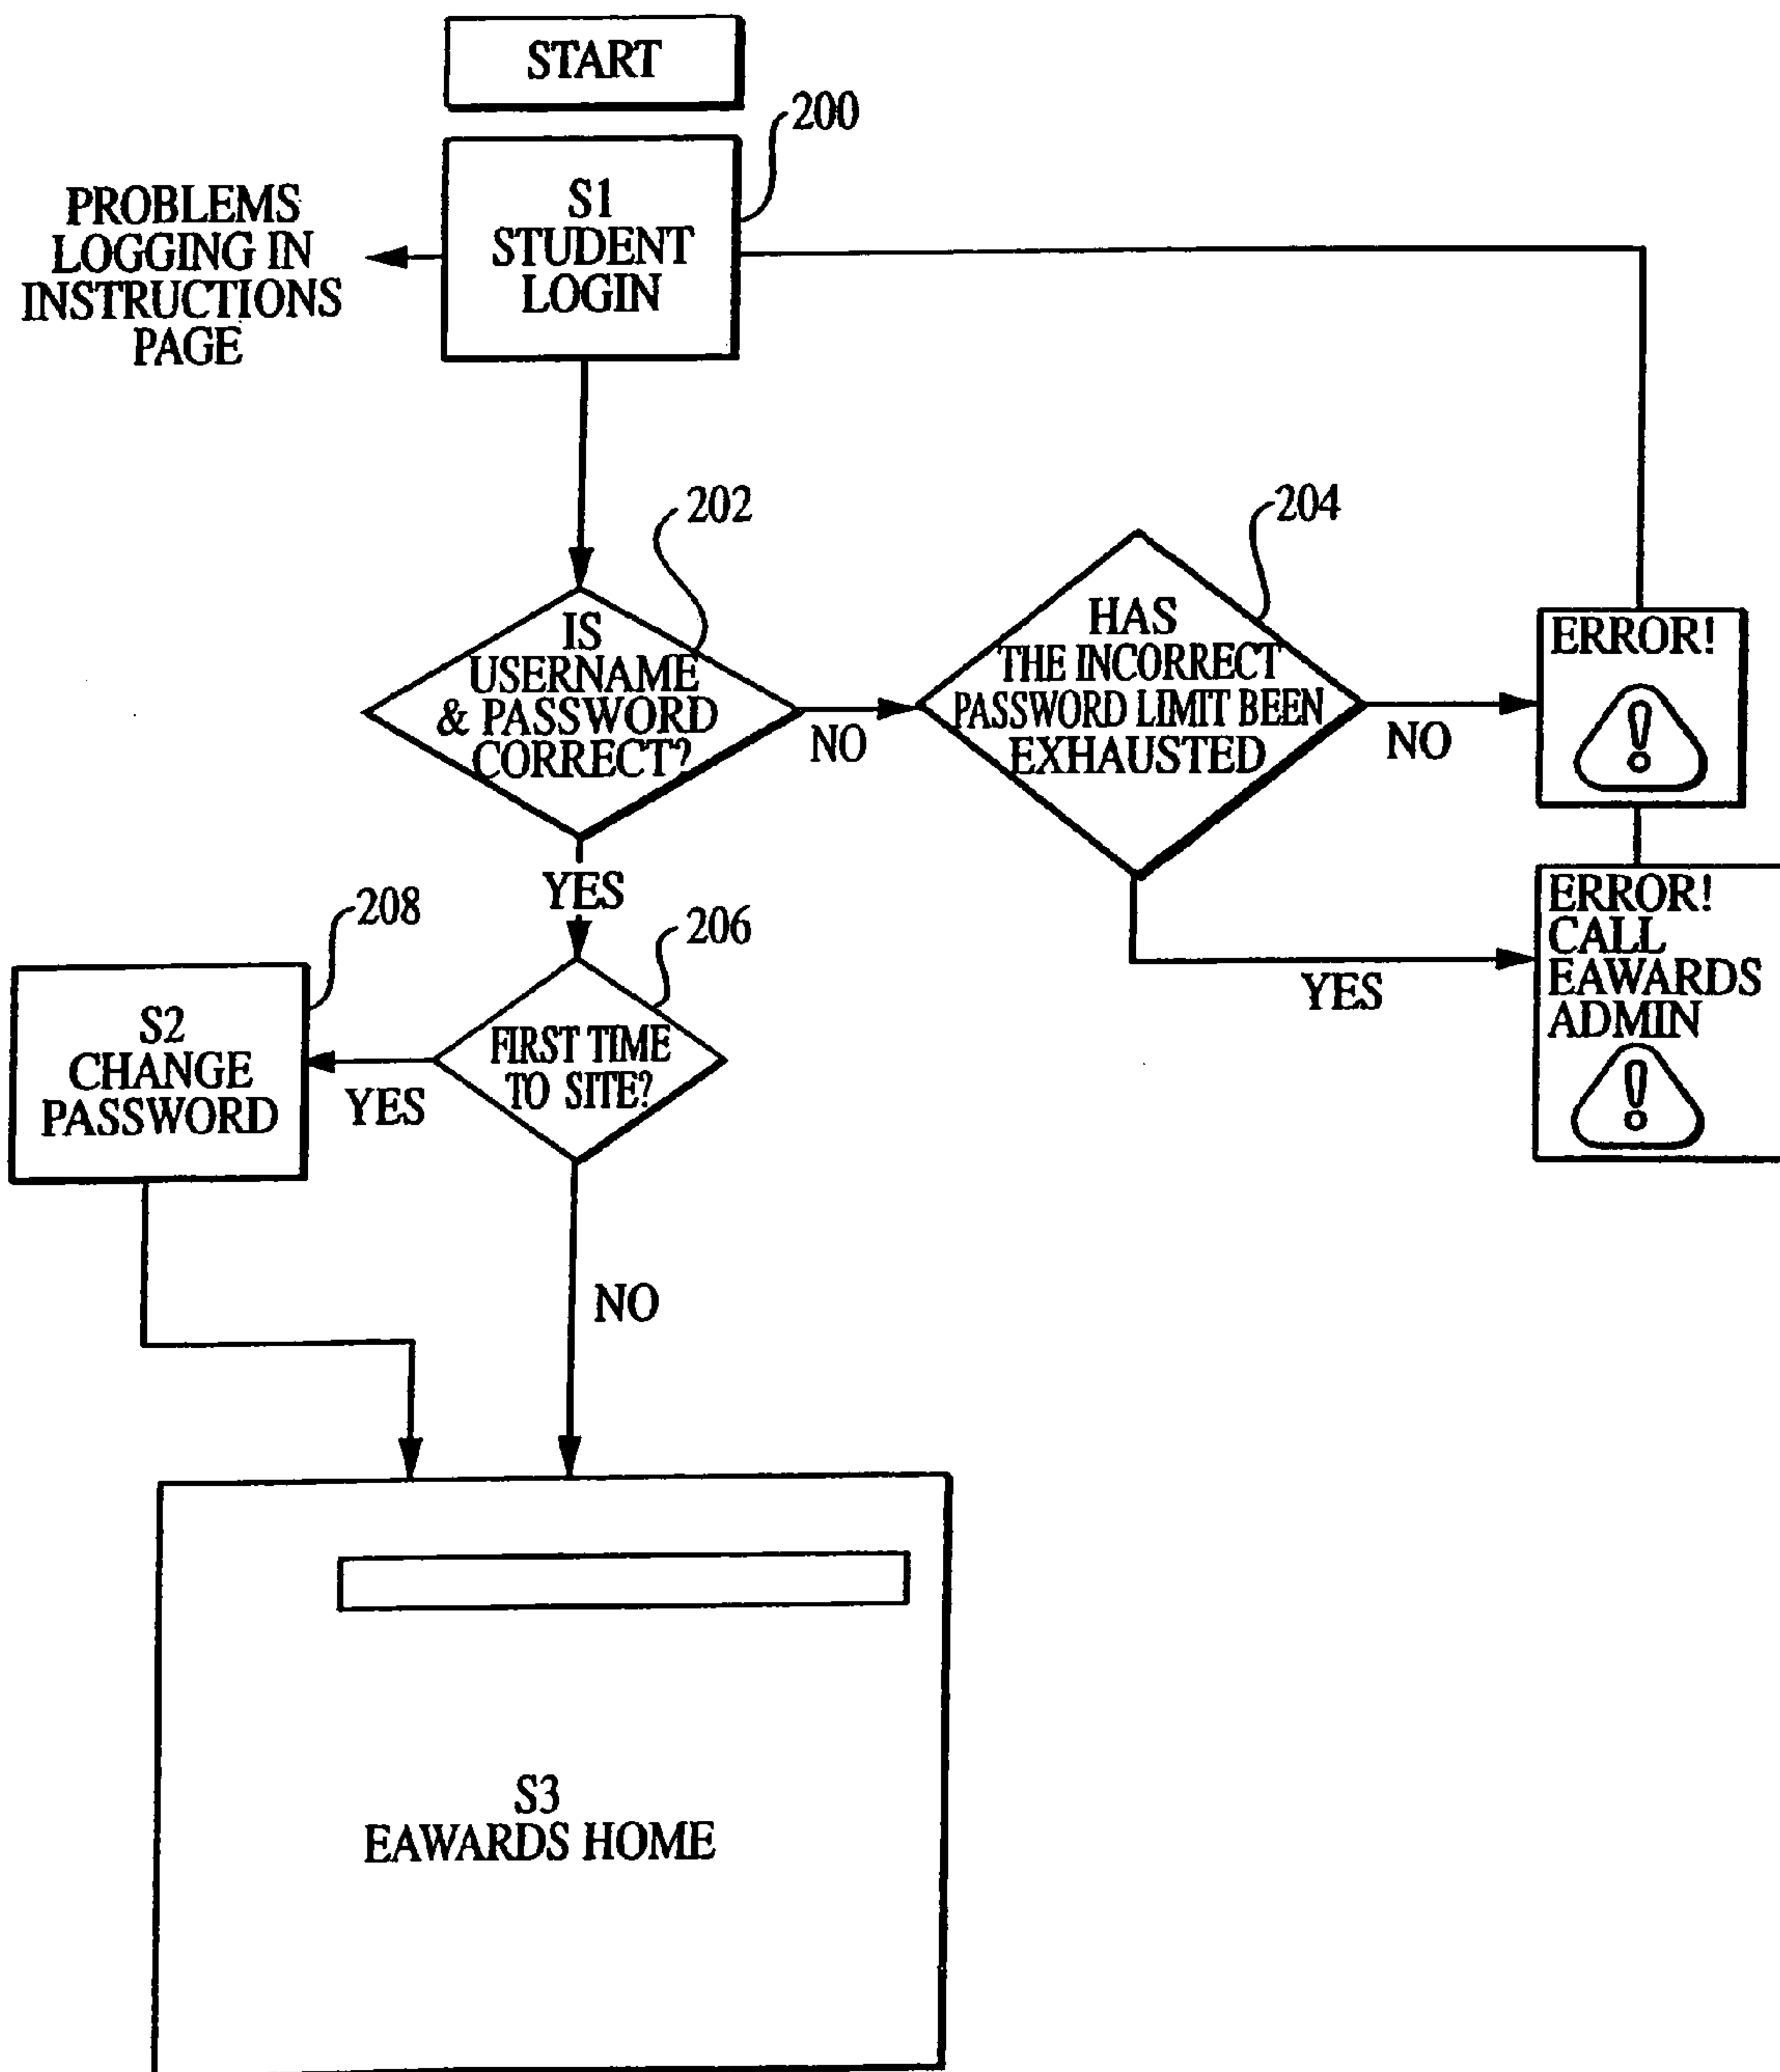 START
200
S1
STUDENT
LOGIN
PROBLEMS
LOGGING IN
INSTRUCTIONS
PAGE
202
IS
USERNAME
& PASSWORD
CORRECT?
NO
204
HAS
THE INCORRECT
PASSWORD LIMIT BEEN
EXHAUSTED
NO
ERROR!
!
YES
ERROR!
CALL
EAWARDS
ADMIN
!
YES
206
FIRST TIME
TO SITE?
YES
208
S2
CHANGE
PASSWORD
NO
S3
EAWARDS HOME